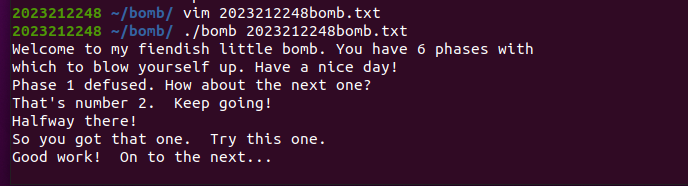 2023212248 ~/bomb/ vim 2023212248bomb.txt
2023212248 ~/bomb/ ./bomb 2023212248bomb.txt
Welcome to my fiendish little bomb. You have 6 phases with
which to blow yourself up. Have a nice day!
Phase 1 defused. How about the next one?
That's number 2.  Keep going!
Halfway there!
So you got that one.  Try this one.
Good work!  On to the next...